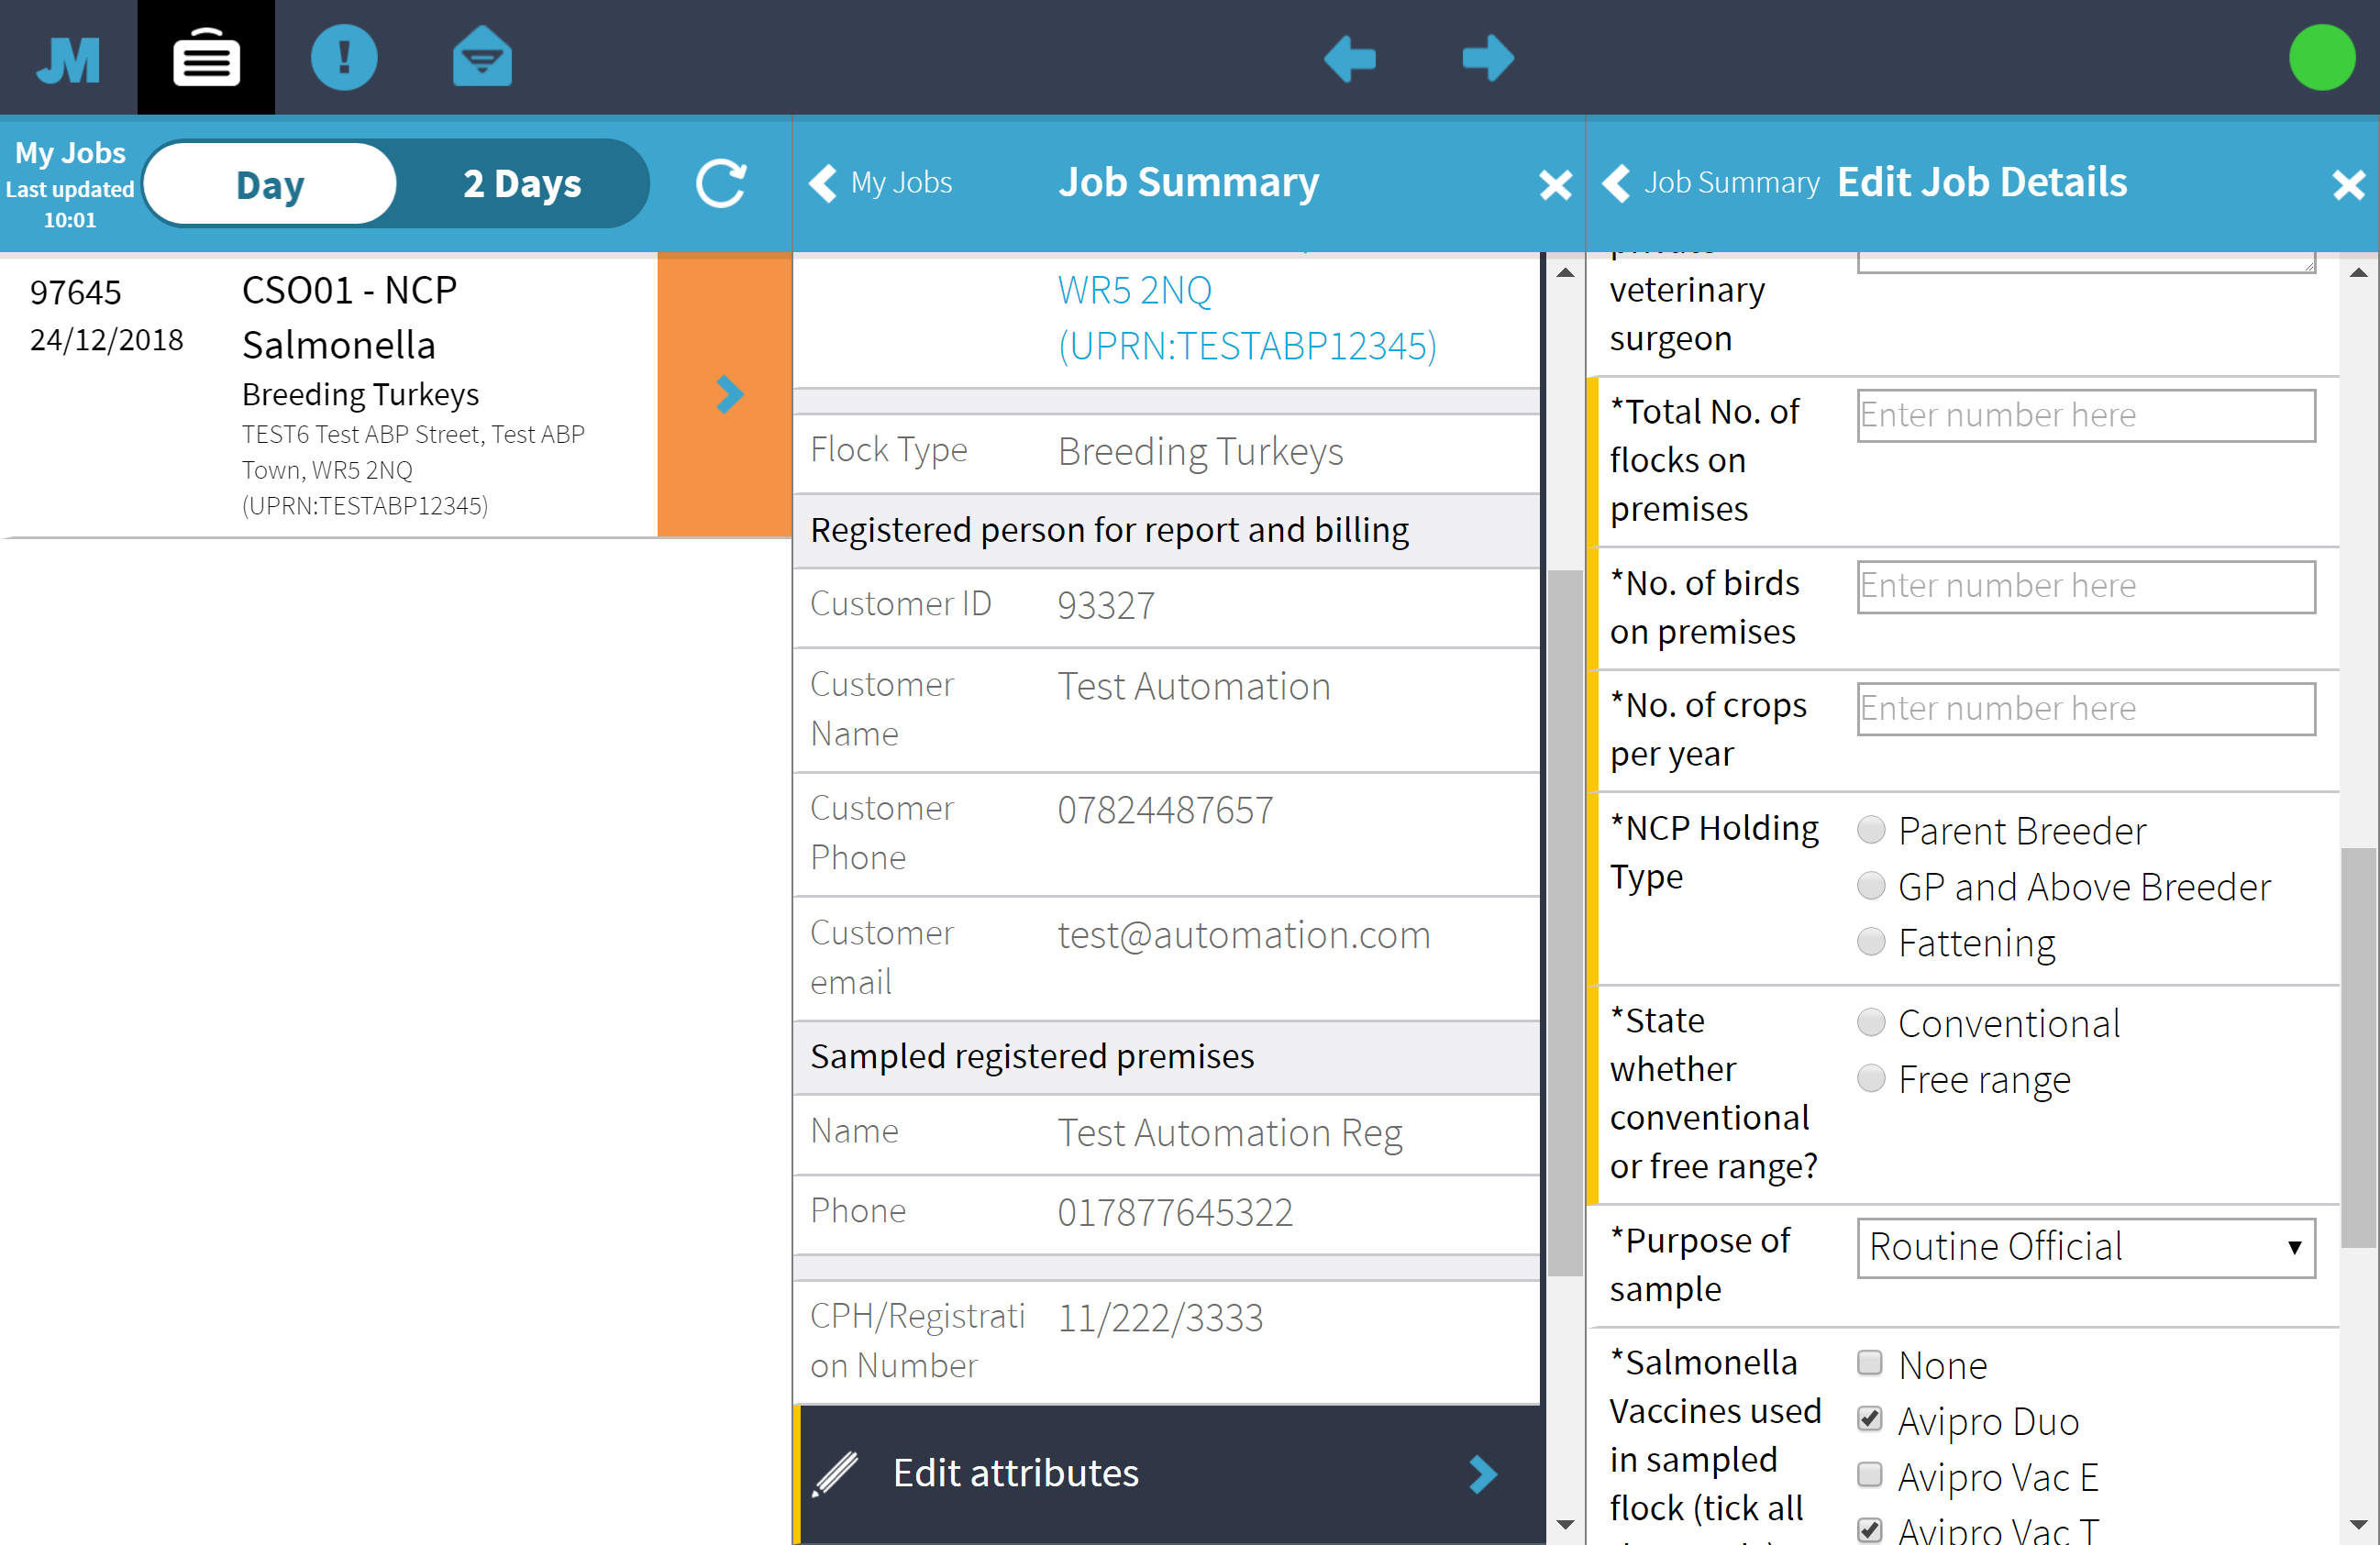 JM
My Jobs
Last updated
10:01
Day
2 Days
My Jobs
Job Summary
Job Summary
Edit Job Details
97645
24/12/2018
CSO01 - NCP
Salmonella
Breeding Turkeys
TEST6 Test ABP Street, Test ABP
Town, WR5 2NQ
(UPRN:TESTABP12345)
WR5 2NQ
(UPRN:TESTABP12345)
Flock Type
Breeding Turkeys
Registered person for report and billing
Customer ID
93327
Customer
Name
Test Automation
Customer
Phone
07824487657
Customer
email
test@automation.com
Sampled registered premises
Name
Test Automation Reg
Phone
017877645322
CPH/Registrati
on Number
11/222/3333
Edit attributes
veterinary
surgeon
*Total No. of
flocks on
premises
Enter number here
*No. of birds
on premises
Enter number here
*No. of crops
per year
Enter number here
*NCP Holding
Type
Parent Breeder
GP and Above Breeder
Fattening
*State
whether
conventional
or free range?
Conventional
Free range
*Purpose of
sample
Routine Official
*Salmonella
Vaccines used
in sampled
flock (tick all
None
Avipro Duo
Avipro Vac E
Avipro Vac T